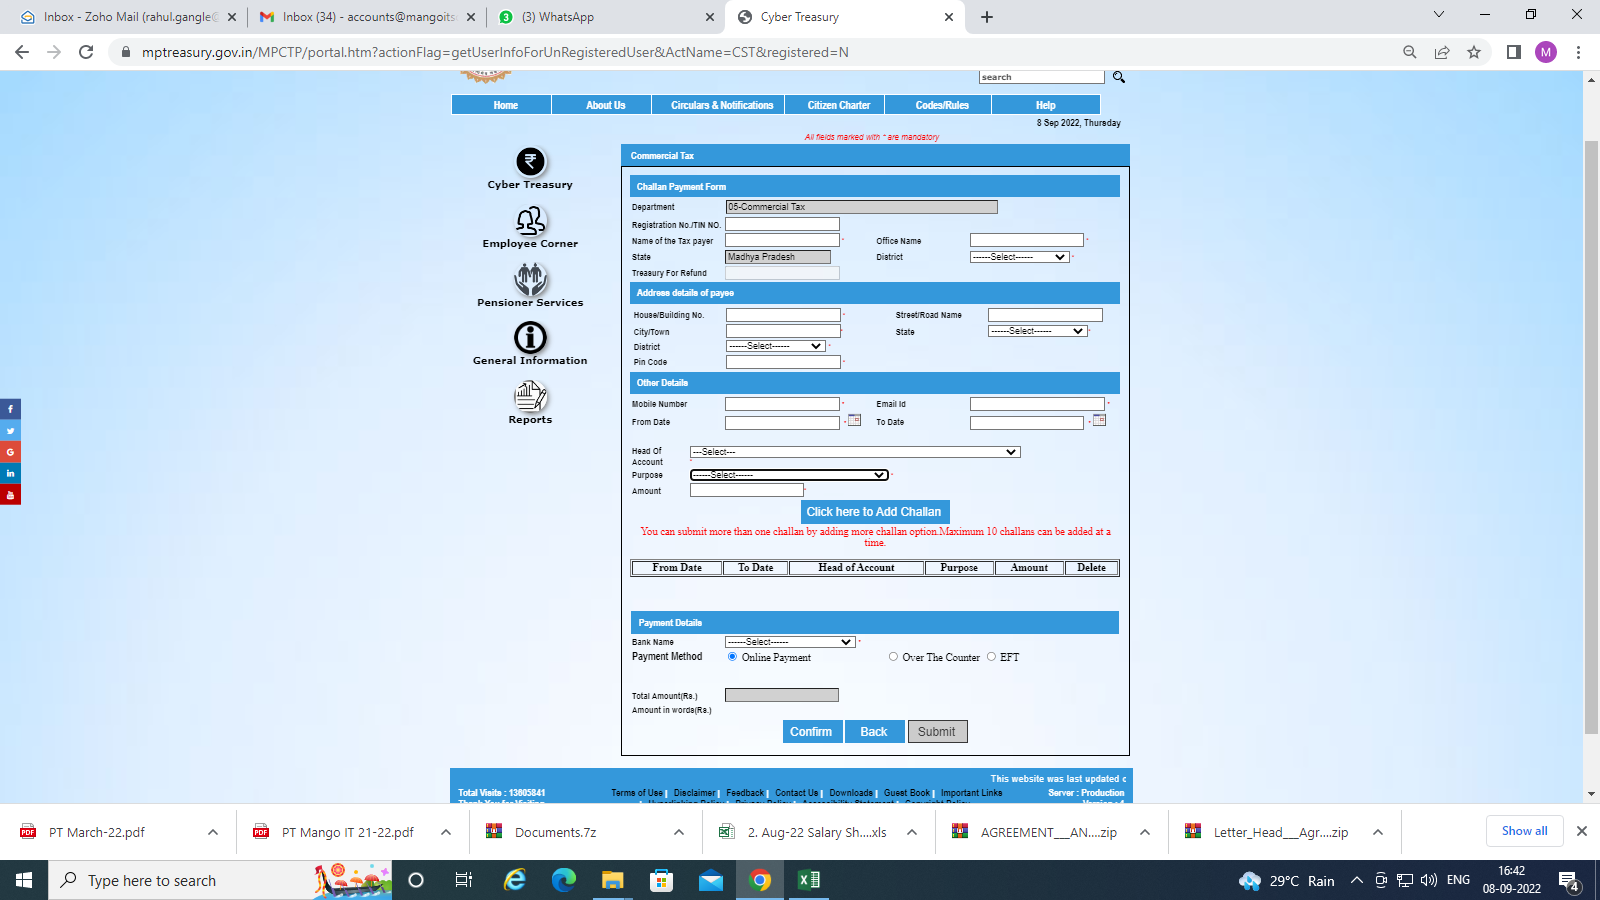 Inbox - Zoho Mail (rahul.gangle@
Inbox (34) - accounts@mangoits
(3) WhatsApp
Cyber Treasury
mptreasury.gov.in/MPCTP/portal.htm?actionFlag=getUserInfoForUnRegisteredUser&ActName=CST&registered=N
M
search
Home About Us Circulars & Notifications Citizen Charter Codes/Rules Help
8 Sep 2022, Thursday
All fields marked with * are mandatory
Cyber Treasury
Employee Corner
Pensioner Services
General Information
Reports
Commercial Tax
Challan Payment Form
Department 05-Commercial Tax
Registration No./TIN NO.
Name of the Tax payer * Office Name *
State Madhya Pradesh District ------Select------ *
Treasury For Refund
Address details of payee
House/Building No. * Street/Road Name
City/Town * State ------Select------ *
District ------Select------ *
Pin Code *
Other Details
Mobile Number * Email Id *
From Date * To Date *
Head Of Account ---Select--- *
Purpose ------Select------ *
Amount *
Click here to Add Challan
You can submit more than one challan by adding more challan option.Maximum 10 challans can be added at a
time.
From Date To Date Head of Account Purpose Amount Delete
Payment Details
Bank Name ------Select------ *
Payment Method Online Payment Over The Counter EFT
Total Amount(Rs.)
Amount in words(Rs.)
Confirm Back Submit
This website was last updated c
Total Visits : 13605841 Terms of Use | Disclaimer | Feedback | Contact Us | Downloads | Guest Book | Important Links Server : Production
PT March-22.pdf
PT Mango IT 21-22.pdf
Documents.7z
2. Aug-22 Salary Sh....xls
AGREEMENT___AN....zip
Letter_Head___Agr....zip
Show all
Type here to search
29°C Rain
ENG
16:42
08-09-2022
4